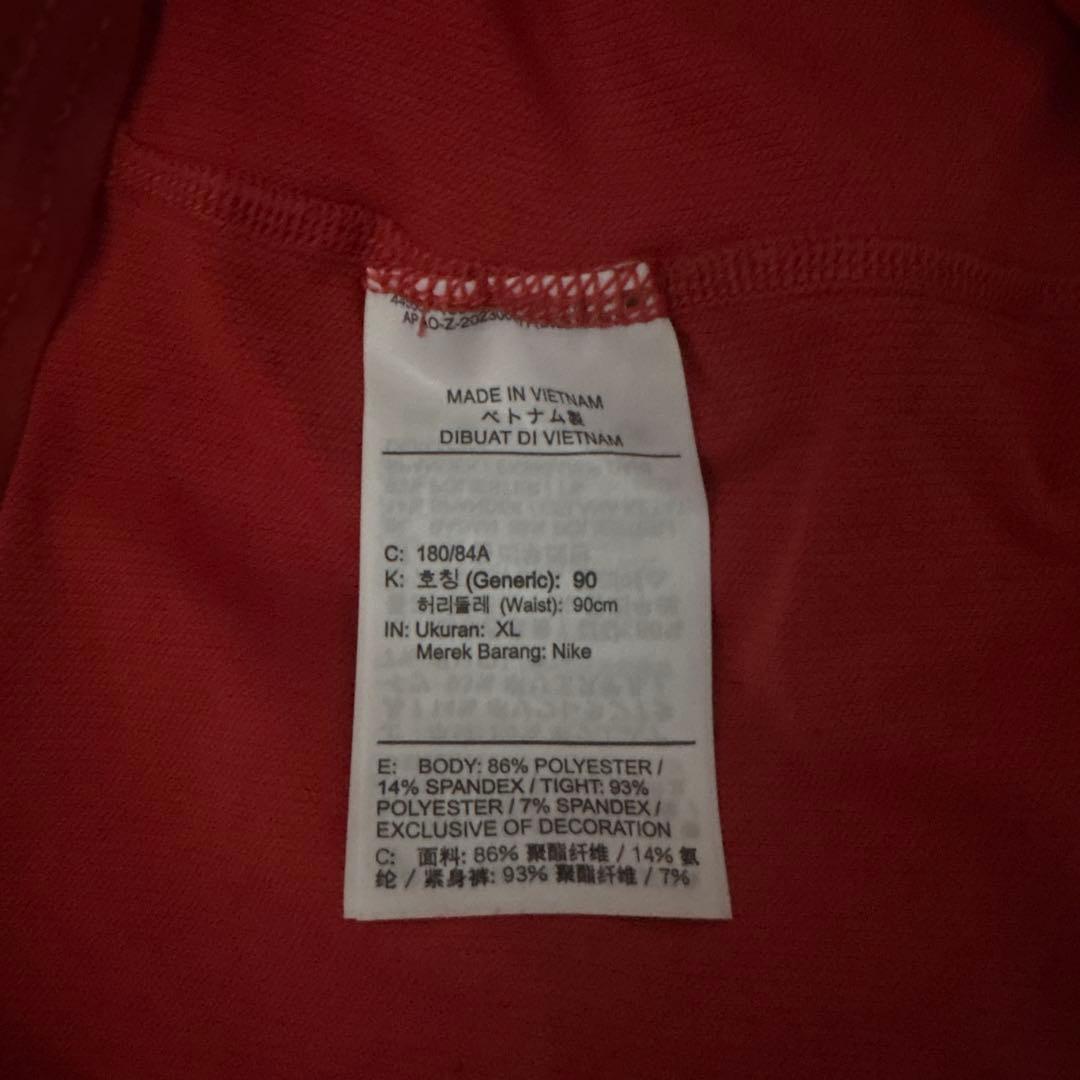 MADE IN VIETNAM
ベトナム製
DIBUAT DI VIETNAM
C: 180/84A
K: 호칭 (Generic): 90
허리둘레 (Waist): 90cm
IN: Ukuran: XL
Merek Barang: Nike
E: BODY: 86% POLYESTER /
14% SPANDEX / TIGHT: 93%
POLYESTER / 7% SPANDEX /
EXCLUSIVE OF DECORATION
C: 面料: 86% 聚酯纤维 / 14% 氨
纶 / 紧身裤: 93% 聚酯纤维 / 7%